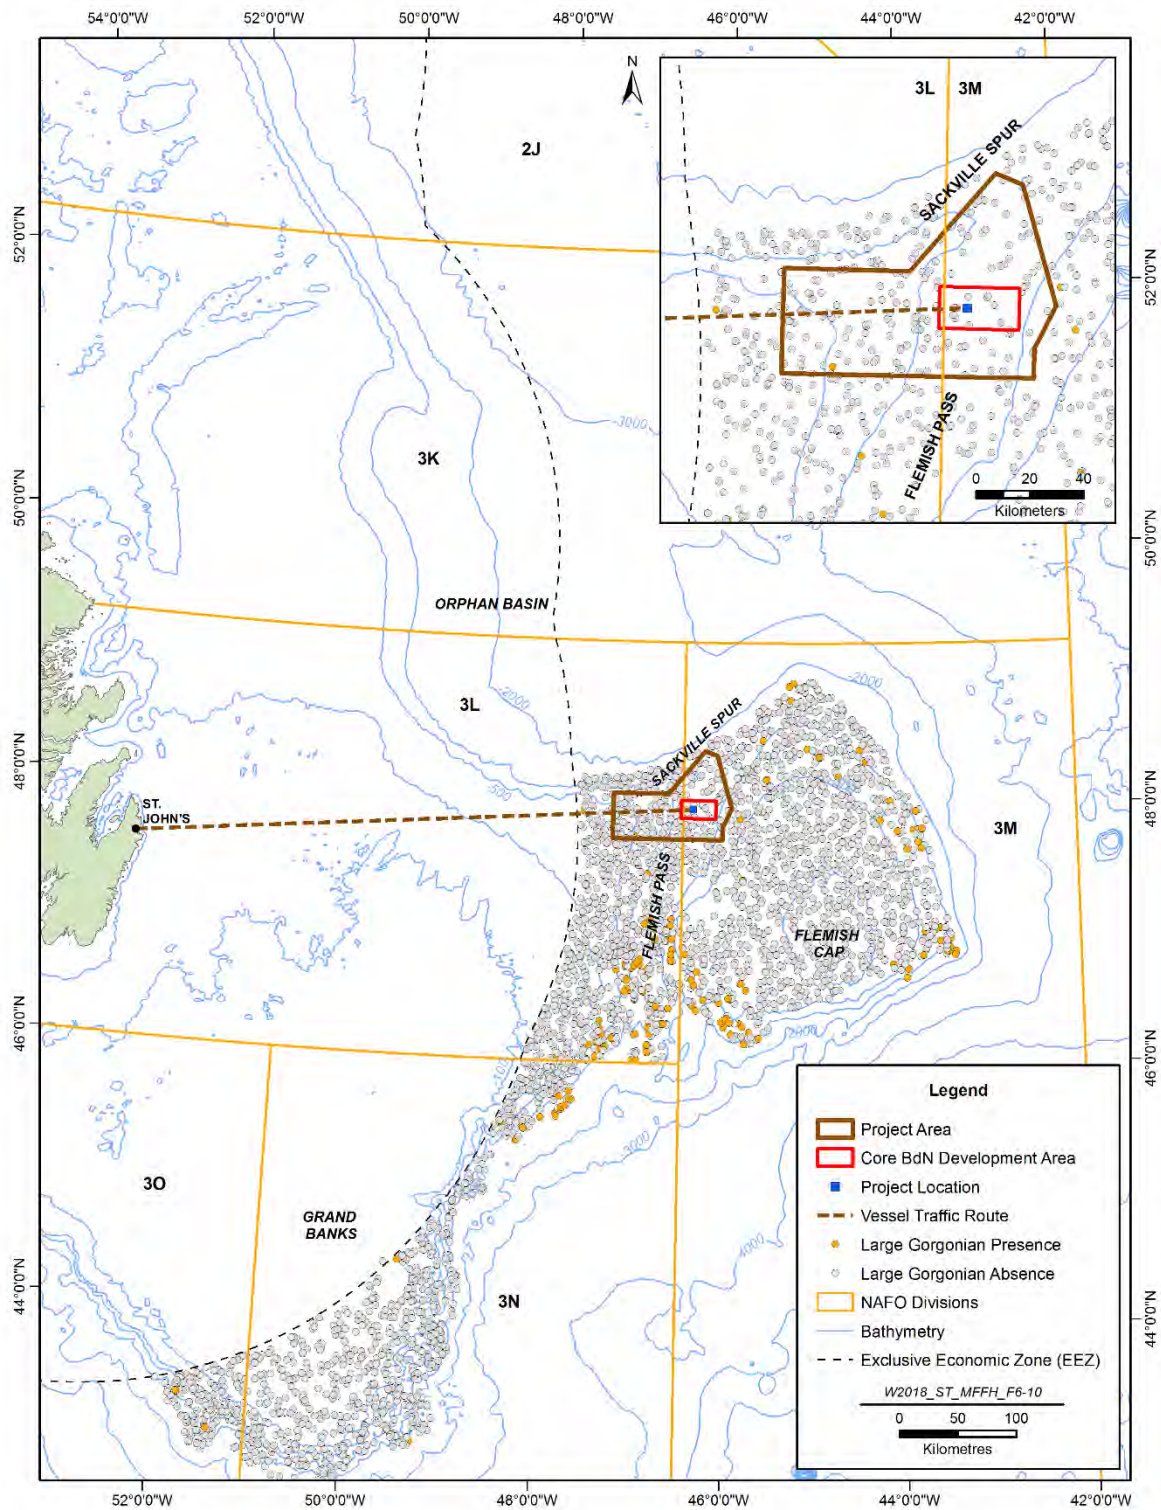 54°0'0"W 52°0'0"W 50°0'0"W 48°0'0"W 46°0'0"W 44°0'0"W 42°0'0"W
N
3L 3M
SACKVILLE SPUR
FLEMISH PASS
0 20 40
Kilometers
2J
52°0'0"N
52°0'0"N
-3000
3K
50°0'0"N
50°0'0"N
ORPHAN BASIN
3L
-2000
-2000
SACKVILLE SPUR
48°0'0"N
48°0'0"N
-500
ST.
JOHN'S
3M
FLEMISH PASS
FLEMISH
CAP
46°0'0"N
46°0'0"N
-2000
-3000
3O
GRAND
BANKS
-4000
3N
44°0'0"N
44°0'0"N
Legend
Project Area
Core BdN Development Area
Project Location
Vessel Traffic Route
Large Gorgonian Presence
Large Gorgonian Absence
NAFO Divisions
Bathymetry
Exclusive Economic Zone (EEZ)
W2018_ST_MFFH_F6-10
0 50 100
Kilometres
52°0'0"W 50°0'0"W 48°0'0"W 46°0'0"W 44°0'0"W 42°0'0"W